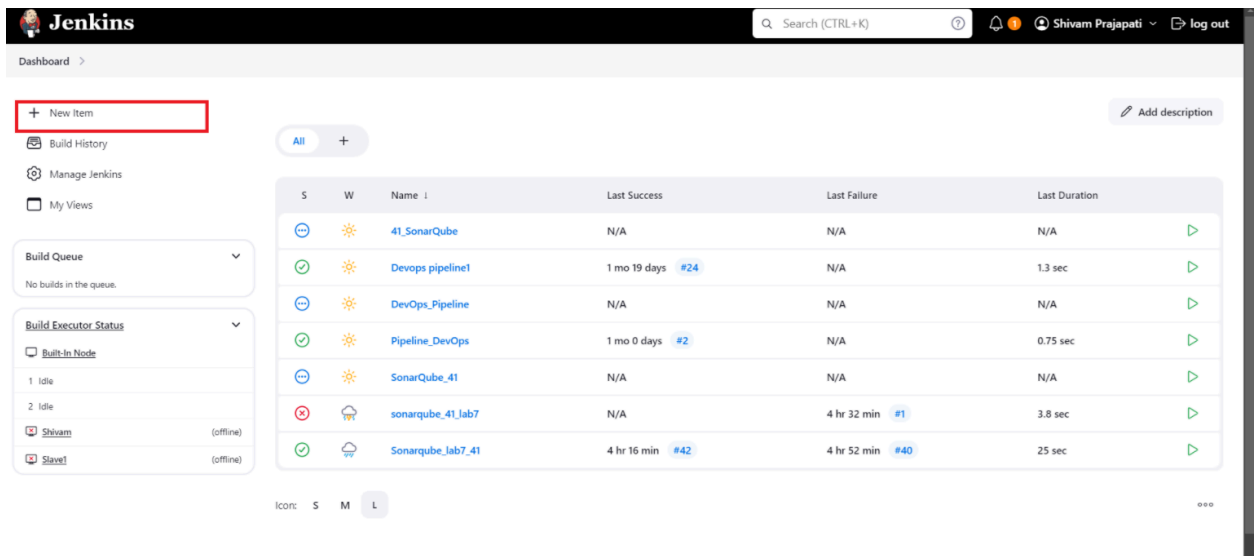 Jenkins
Search (CTRL+K)
1
Shivam Prajapati
log out
Dashboard
New Item
Build History
Manage Jenkins
My Views
Add description
All +
S W Name ↓ Last Success Last Failure Last Duration
41_SonarQube N/A N/A N/A
Devops pipeline1 1 mo 19 days #24 N/A 1.3 sec
DevOps_Pipeline N/A N/A N/A
Pipeline_DevOps 1 mo 0 days #2 N/A 0.75 sec
SonarQube_41 N/A N/A N/A
sonarqube_41_lab7 N/A 4 hr 32 min #1 3.8 sec
Sonarqube_lab7_41 4 hr 16 min #42 4 hr 52 min #40 25 sec
Build Queue
No builds in the queue.
Build Executor Status
Built-In Node
1 Idle
2 Idle
Shivam (offline)
Slave1 (offline)
Icon: S M L